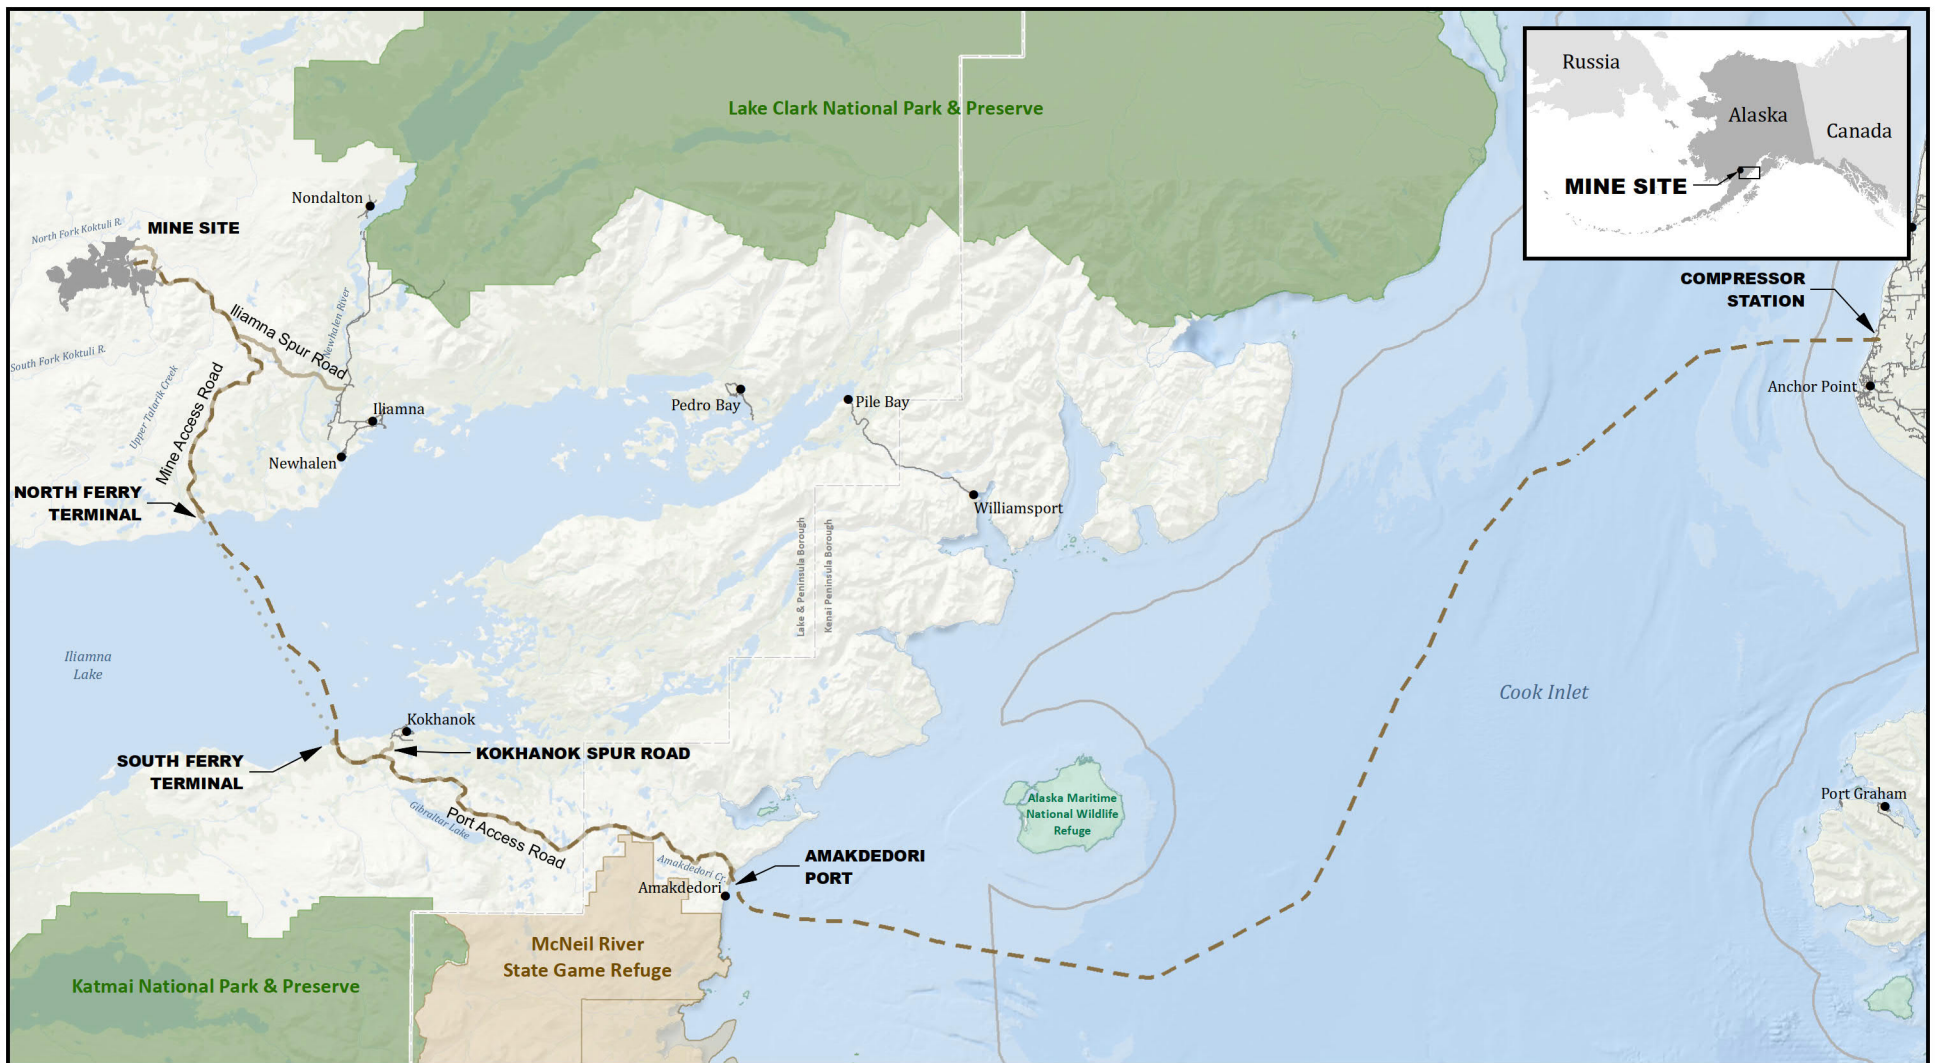 Russia
Alaska
Canada
MINE SITE
Lake Clark National Park & Preserve
Nondalton
North Fork Koktuli R.
MINE SITE
COMPRESSOR
STATION
Iliamna Spur Road
Newhalen River
South Fork Koktuli R.
Upper Talarik Creek
Mine Access Road
Anchor Point
Pedro Bay
Pile Bay
Iliamna
Newhalen
NORTH FERRY
TERMINAL
Williamsport
Lake & Peninsula Borough
Kenai Peninsula Borough
Iliamna
Lake
Cook Inlet
Kokhanok
KOKHANOK SPUR ROAD
SOUTH FERRY
TERMINAL
Gibraltar Lake
Port Access Road
Alaska Maritime
National Wildlife
Refuge
Port Graham
Amakdedori Cr.
AMAKDEDORI
PORT
Amakdedori
McNeil River
State Game Refuge
Katmai National Park & Preserve